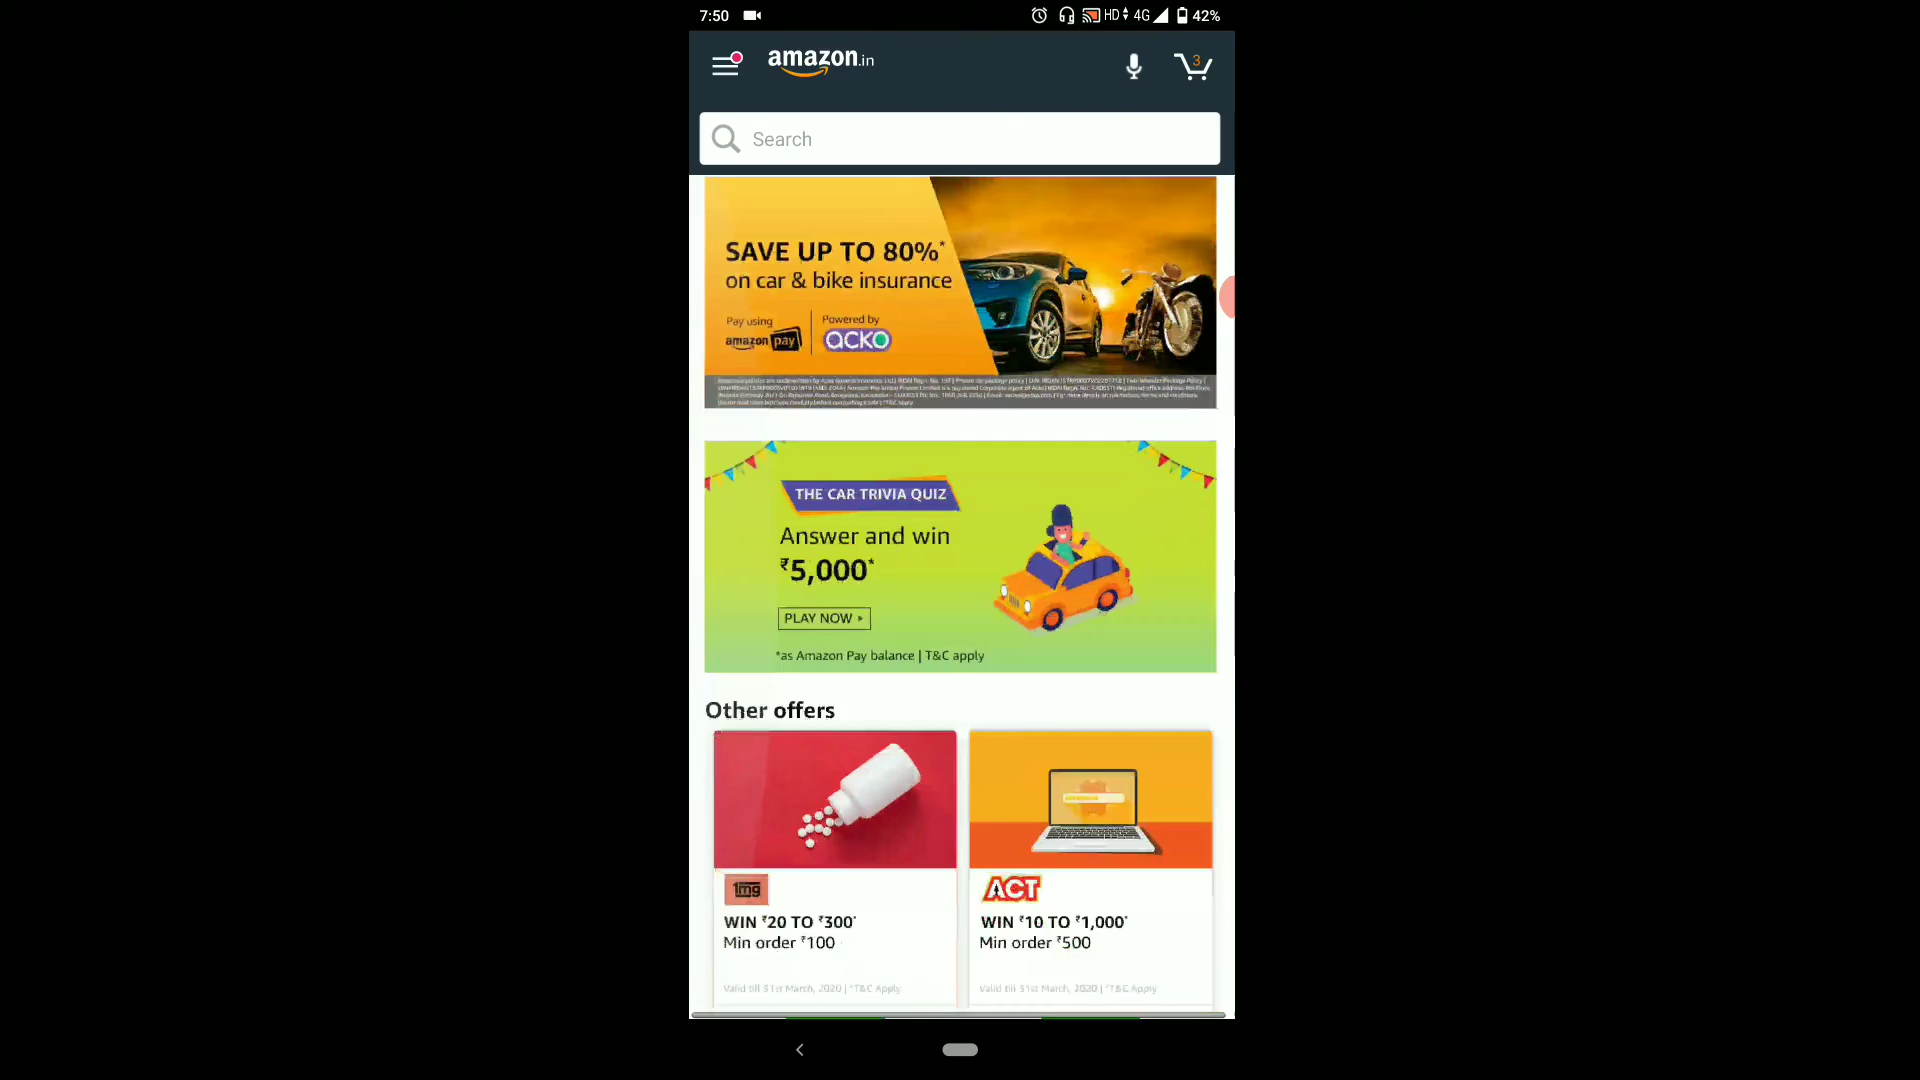 7:50 HD 4G 42%
amazon.in
3
Search
SAVE UP TO 80%*
on car & bike insurance
Pay using
amazon pay
Powered by
acko
THE CAR TRIVIA QUIZ
Answer and win
₹5,000*
PLAY NOW
*as Amazon Pay balance | T&C apply
Other offers
1mg
WIN ₹20 TO ₹300*
Min order ₹100
Valid till 31st March, 2020 | *T&C Apply
ACT
WIN ₹10 TO ₹1,000*
Min order ₹500
Valid till 31st March, 2020 | *T&C Apply